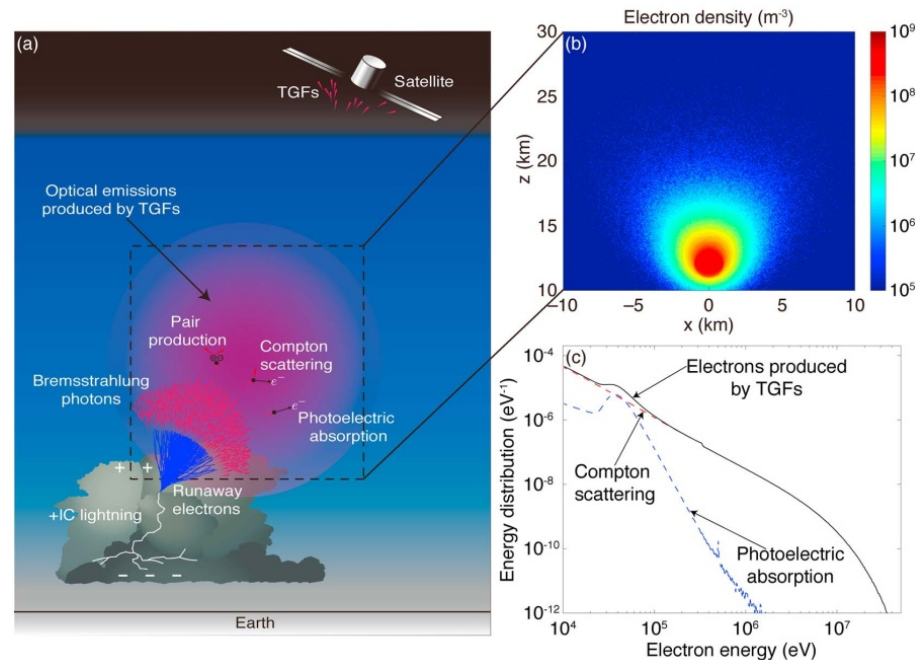 (a)
Satellite
TGFs
Optical emissions
produced by TGFs
Pair
production
Compton
scattering
e⁻
Bremsstrahlung
photons
e⁻
Photoelectric
absorption
+ +
+IC lightning
Runaway
electrons
− − −
Earth
Electron density (m⁻³)
(b)
30
25
20
15
10
z (km)
−10
−5
0
5
10
x (km)
10⁹
10⁸
10⁷
10⁶
10⁵
(c)
Electrons produced
by TGFs
Compton
scattering
Photoelectric
absorption
10⁻⁴
10⁻⁶
10⁻⁸
10⁻¹⁰
10⁻¹²
Energy distribution (eV⁻¹)
10⁴
10⁵
10⁶
10⁷
Electron energy (eV)